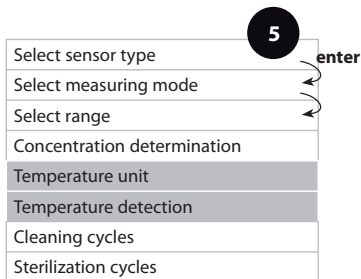 5
Select sensor type
enter
Select measuring mode
Select range
Concentration determination
Temperature unit
Temperature detection
Cleaning cycles
Sterilization cycles